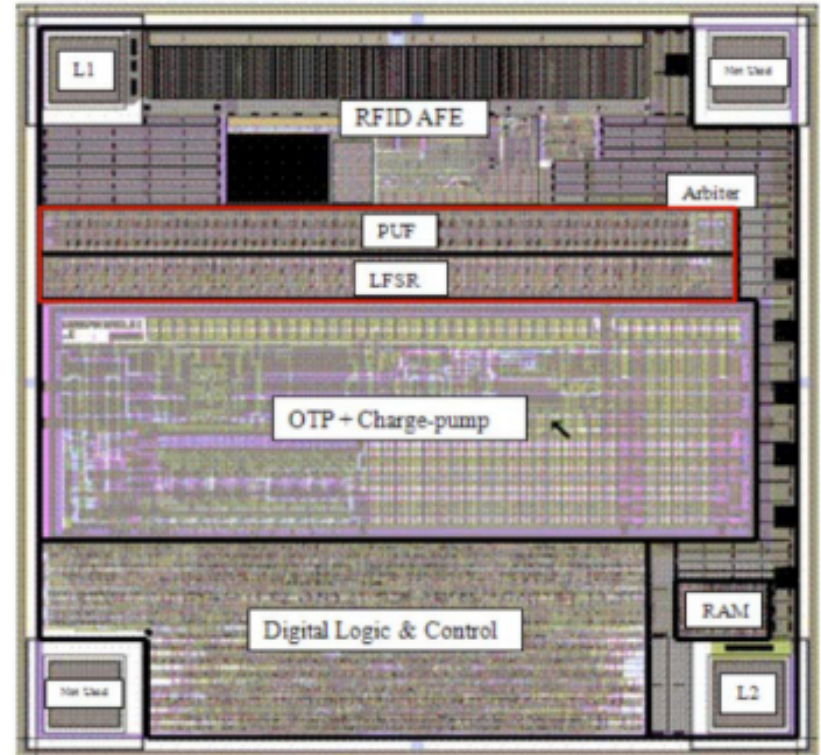 L1
Not Used
RFID AFE
Arbiter
PUF
LFSR
OTP + Charge-pump
RAM
Digital Logic & Control
Not Used
L2